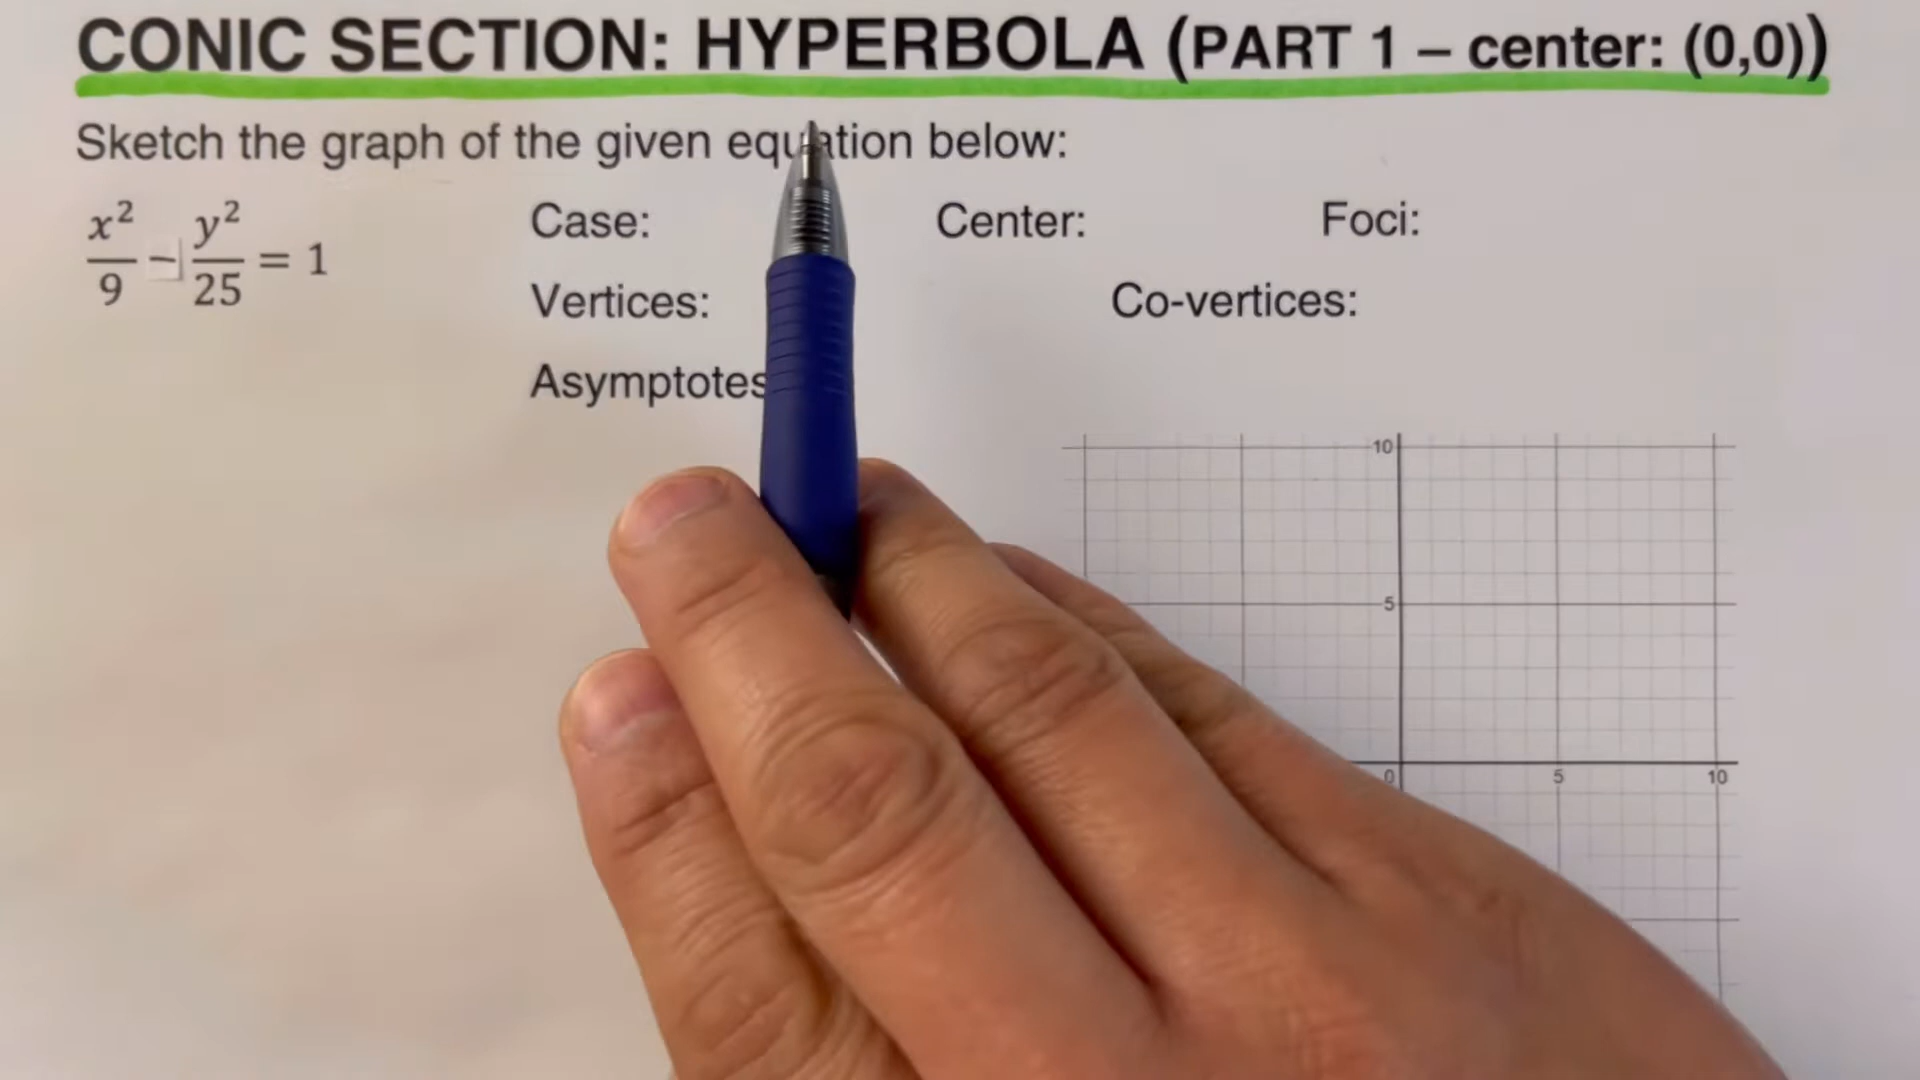 CONIC SECTION: HYPERBOLA (PART 1 – center: (0,0))
Sketch the graph of the given equation below:
x²/9 − y²/25 = 1
Case: Center: Foci:
Vertices: Co-vertices:
Asymptotes
10
5
0 5 10